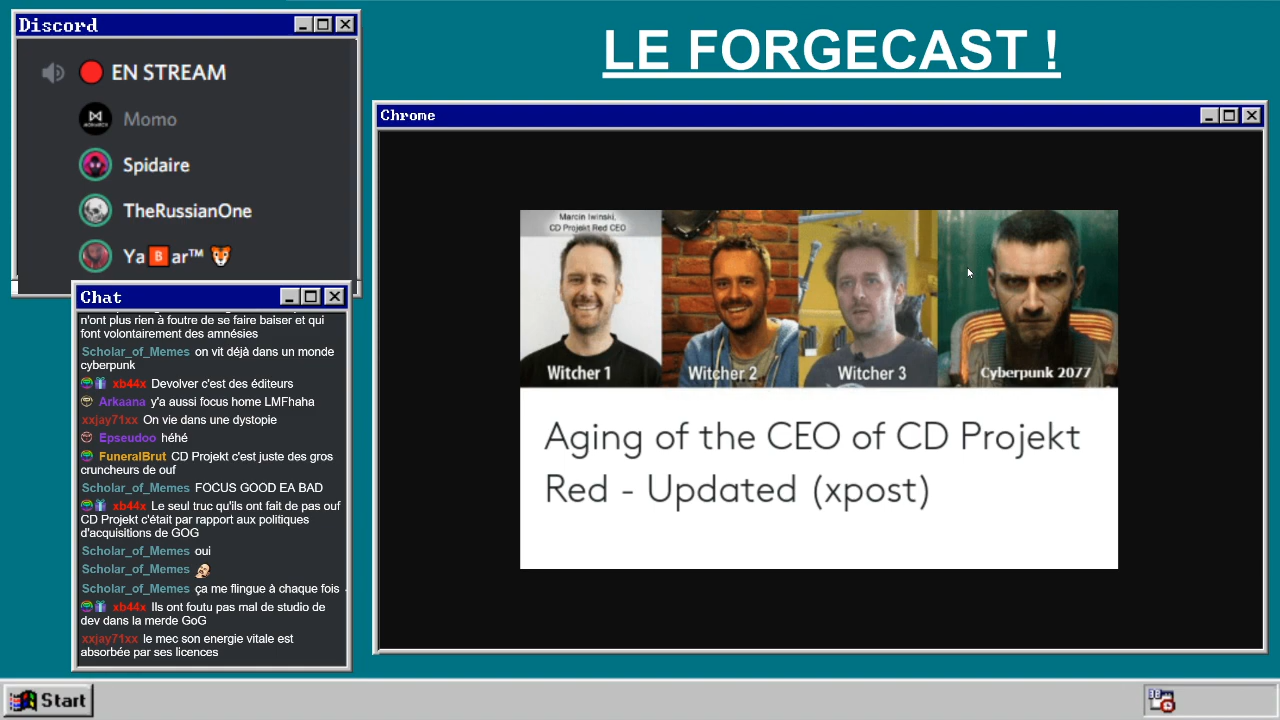 Discord
EN STREAM
Momo
Spidaire
TheRussianOne
Ya🅱ar™ 🐯
Chat
n'ont plus rien à foutre de se faire baiser et qui
font volontairement des amnésies
Scholar_of_Memes on vit déjà dans un monde
cyberpunk
xb44x Devolver c'est des éditeurs
Arkaana y'a aussi focus home LMFhaha
xxjay71xx On vie dans une dystopie
Epseudoo héhé
FuneralBrut CD Projekt c'est juste des gros
cruncheurs de ouf
Scholar_of_Memes FOCUS GOOD EA BAD
xb44x Le seul truc qu'ils ont fait de pas ouf
CD Projekt c'était par rapport aux politiques
d'acquisitions de GOG
Scholar_of_Memes oui
Scholar_of_Memes
Scholar_of_Memes ça me flingue à chaque fois
xb44x Ils ont foutu pas mal de studio de
dev dans la merde GoG
xxjay71xx le mec son energie vitale est
absorbée par ses licences
LE FORGECAST !
Chrome
Marcin Iwinski,
CD Projekt Red CEO
Witcher 1
Witcher 2
Witcher 3
Cyberpunk 2077
Aging of the CEO of CD Projekt
Red - Updated (xpost)
Start